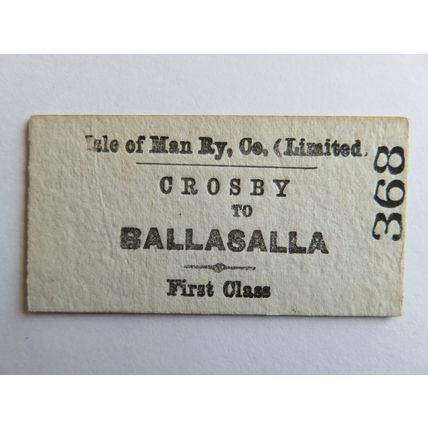 Isle of Man Ry. Co. (Limited.
CROSBY
TO
BALLASALLA
First Class
368